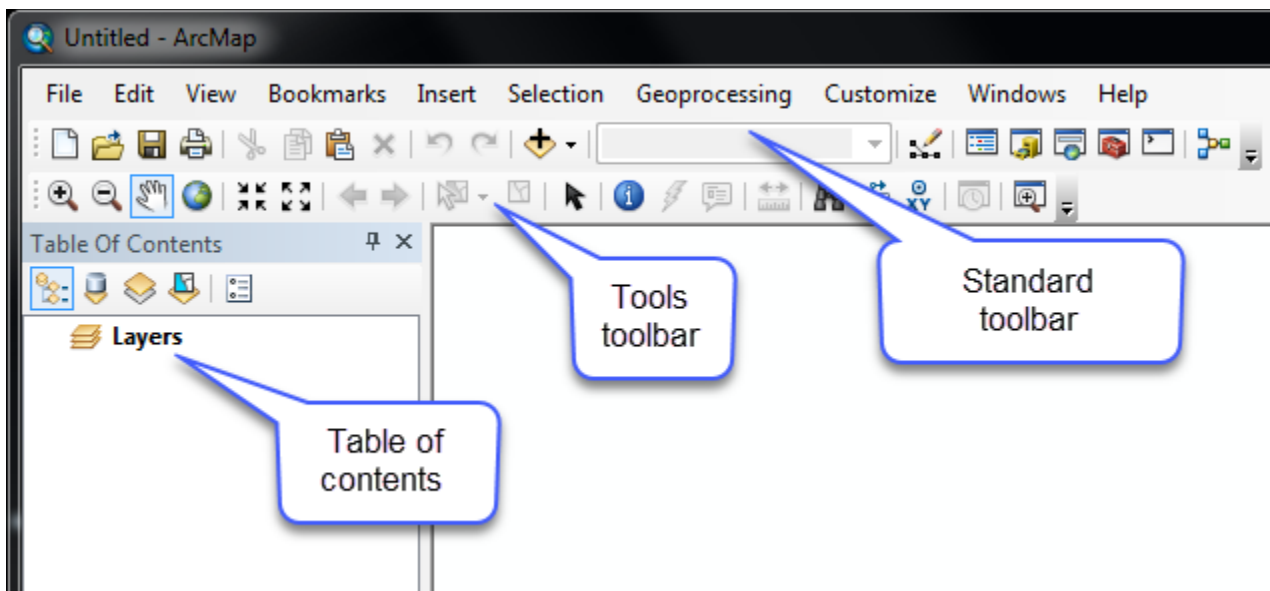 Untitled - ArcMap
File Edit View Bookmarks Insert Selection Geoprocessing Customize Windows Help
XY
Table Of Contents
Layers
Tools
toolbar
Standard
toolbar
Table of
contents